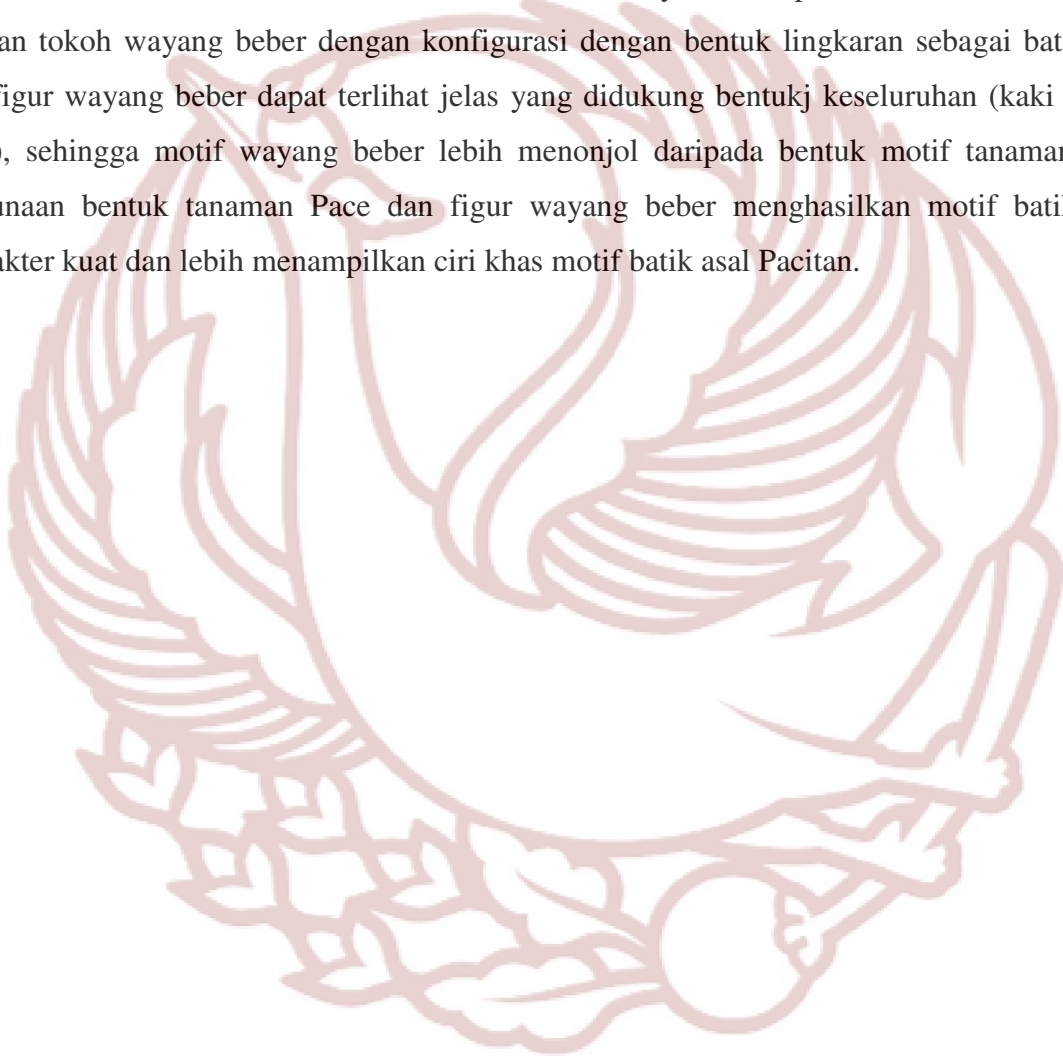 an tokoh wayang beber dengan konfigurasi dengan bentuk lingkaran sebagai bat
figur wayang beber dapat terlihat jelas yang didukung bentukj keseluruhan (kaki
), sehingga motif wayang beber lebih menonjol daripada bentuk motif tanaman
unaan bentuk tanaman Pace dan figur wayang beber menghasilkan motif batik
akter kuat dan lebih menampilkan ciri khas motif batik asal Pacitan.